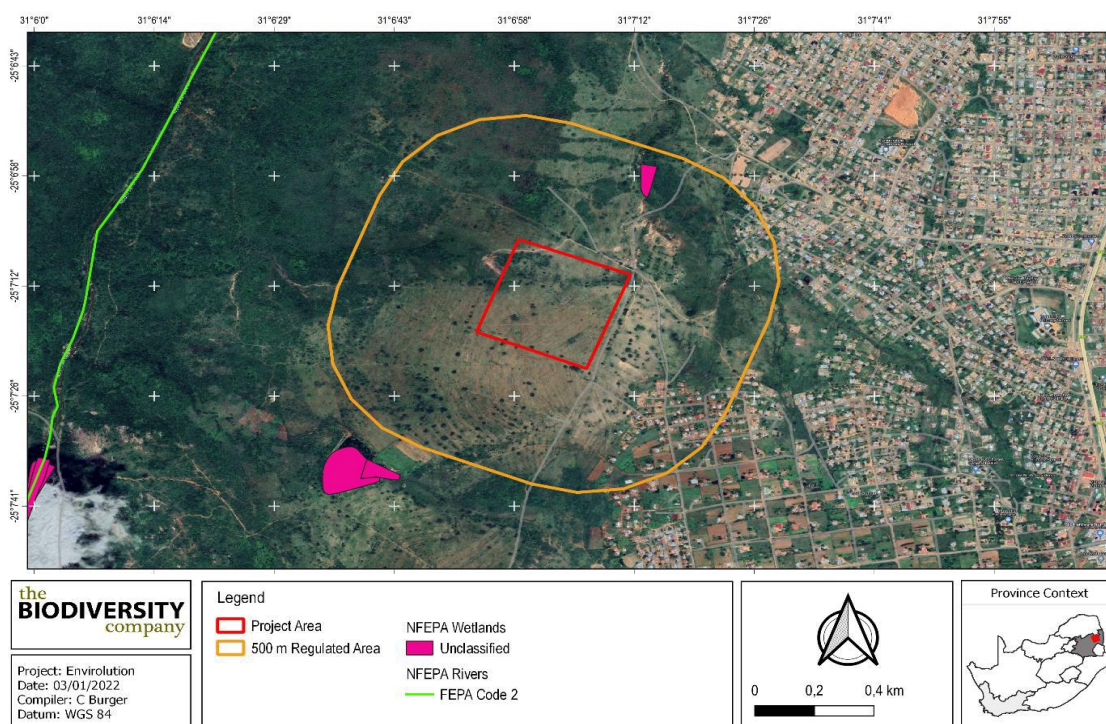 31°6'0" 31°6'14" 31°6'29" 31°6'43" 31°6'58" 31°7'12" 31°7'26" 31°7'41" 31°7'55"
-25°6'43"
-25°6'58"
-25°7'12"
-25°7'26"
-25°7'41"
the
BIODIVERSITY
company
Project: Envirolution
Date: 03/01/2022
Compiler: C Burger
Datum: WGS 84
Legend
Project Area
500 m Regulated Area
NFEPA Wetlands
Unclassified
NFEPA Rivers
FEPA Code 2
0 0,2 0,4 km
Province Context